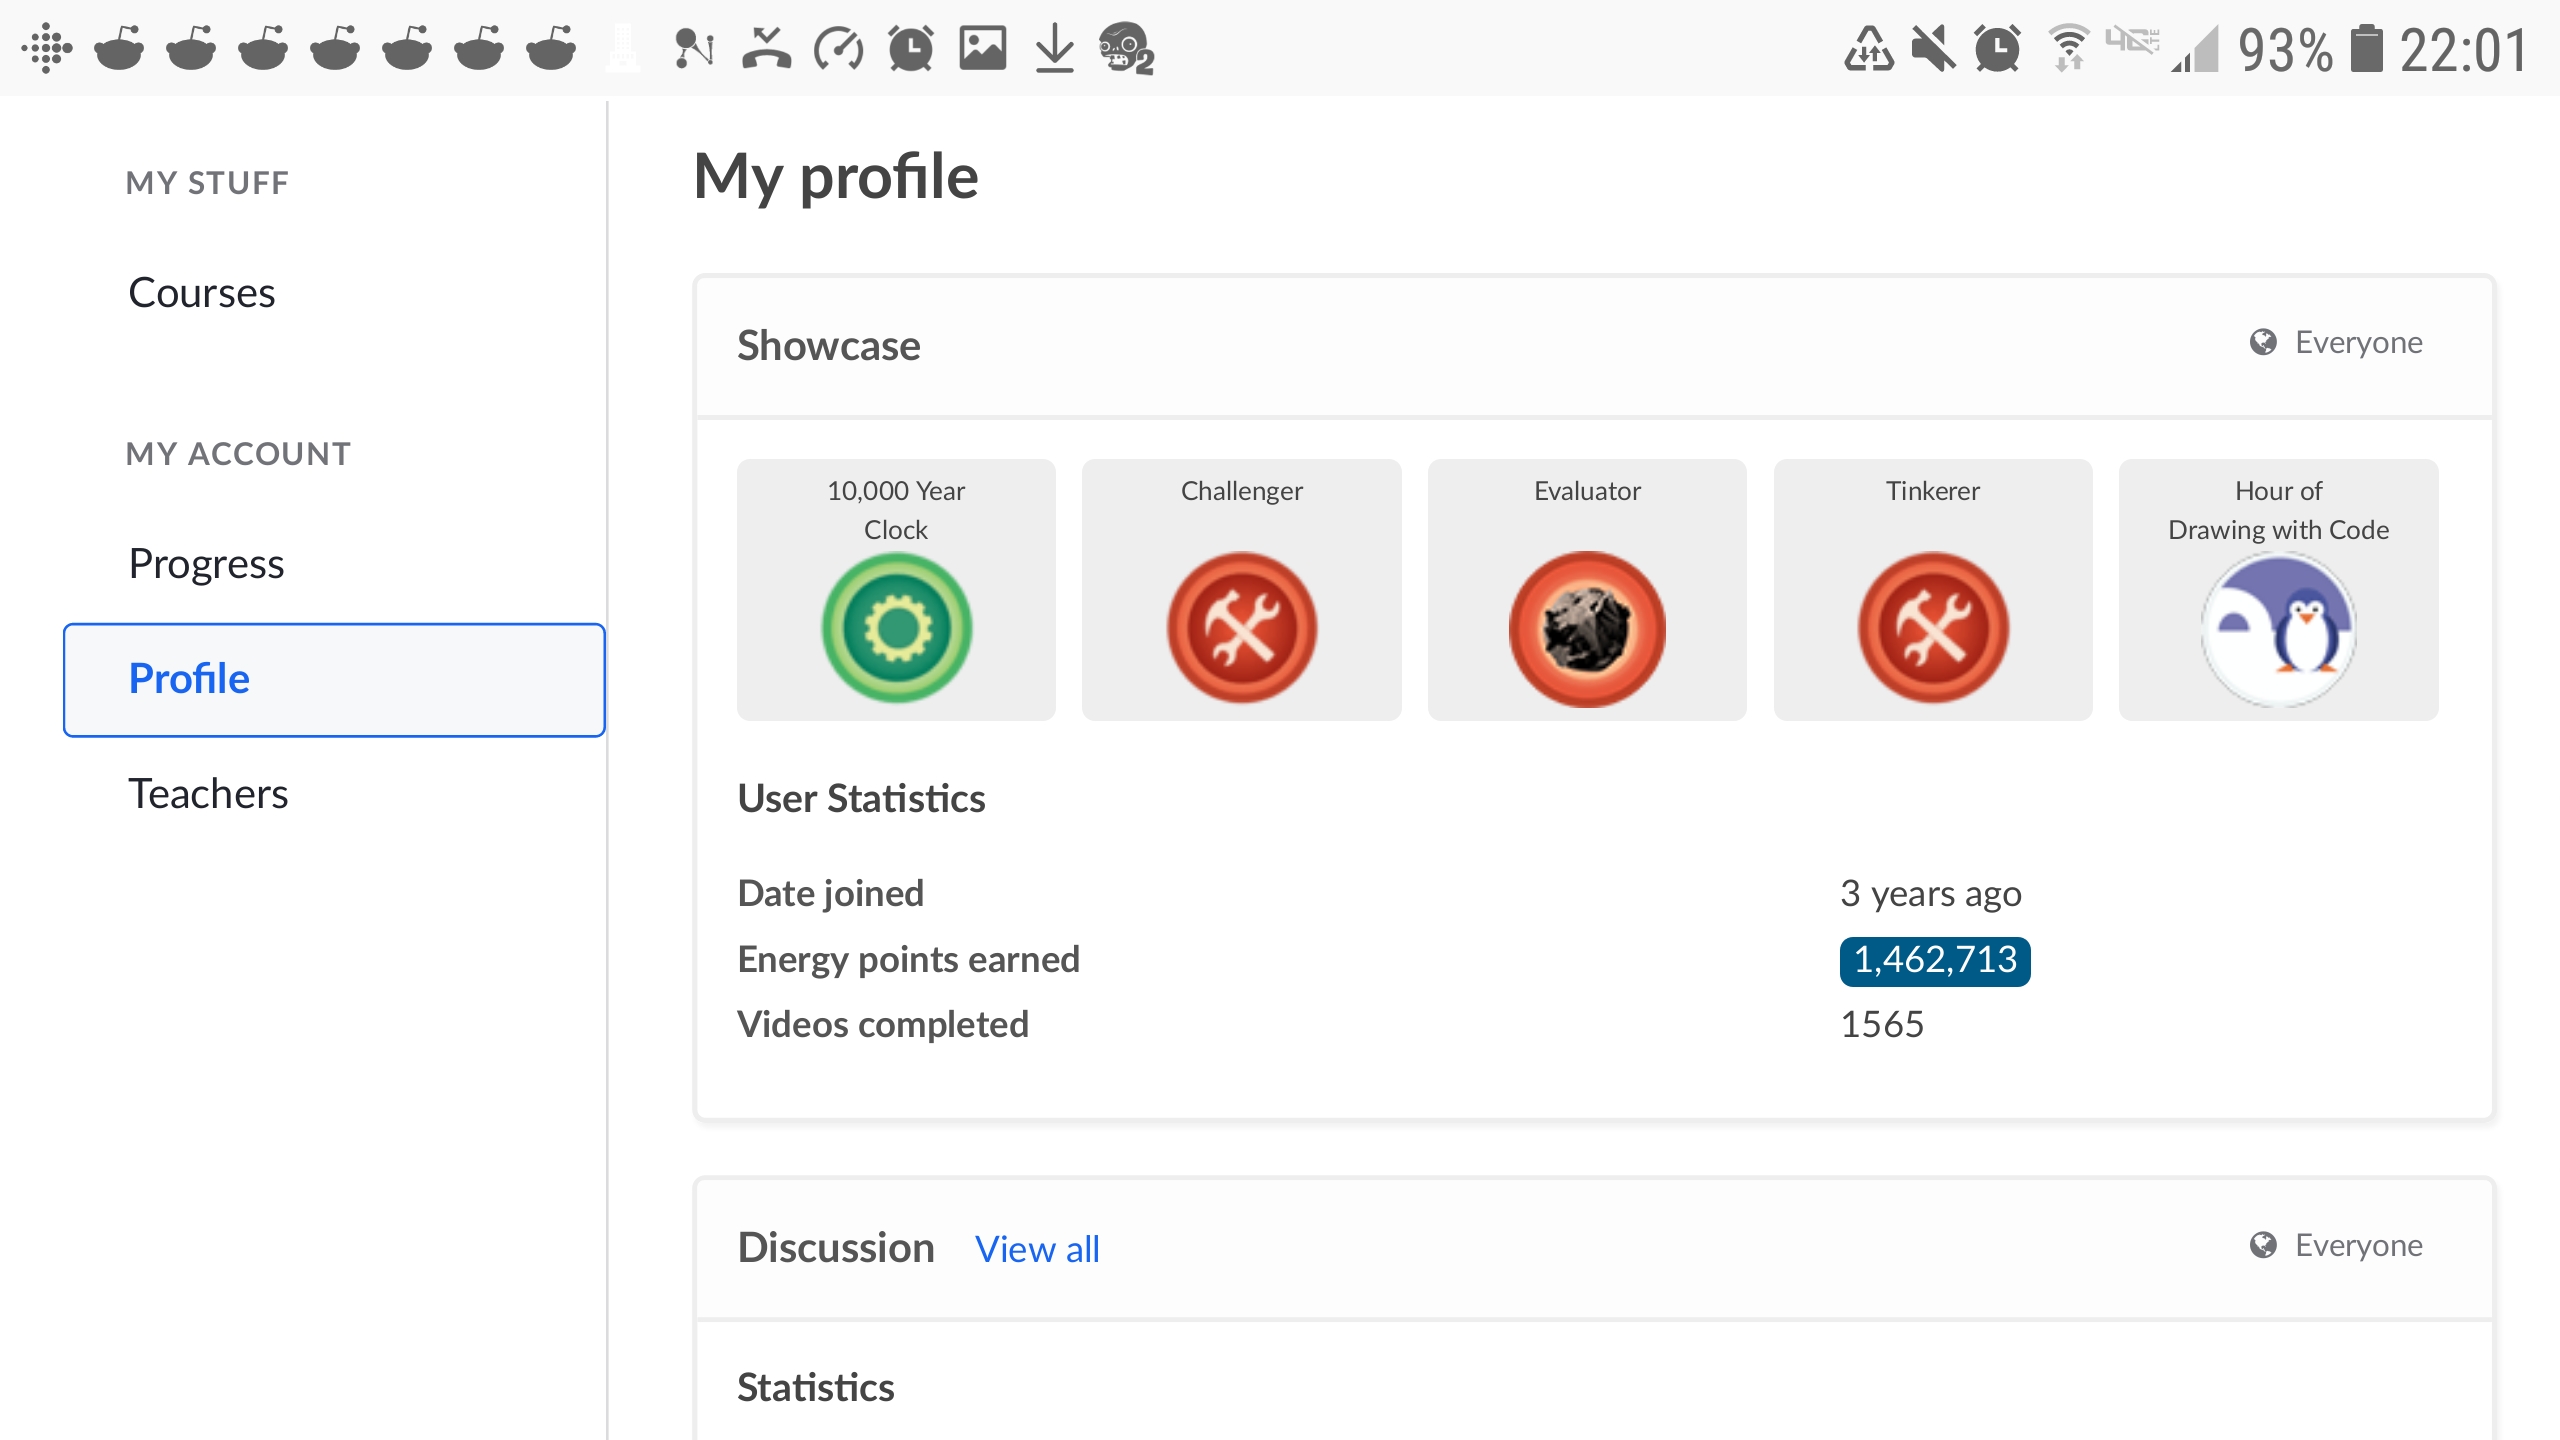 93% 22:01
MY STUFF
Courses
MY ACCOUNT
Progress
Profile
Teachers
My profile
Showcase
Everyone
10,000 Year
Clock
Challenger
Evaluator
Tinkerer
Hour of
Drawing with Code
User Statistics
Date joined
3 years ago
Energy points earned
1,462,713
Videos completed
1565
Discussion
View all
Everyone
Statistics